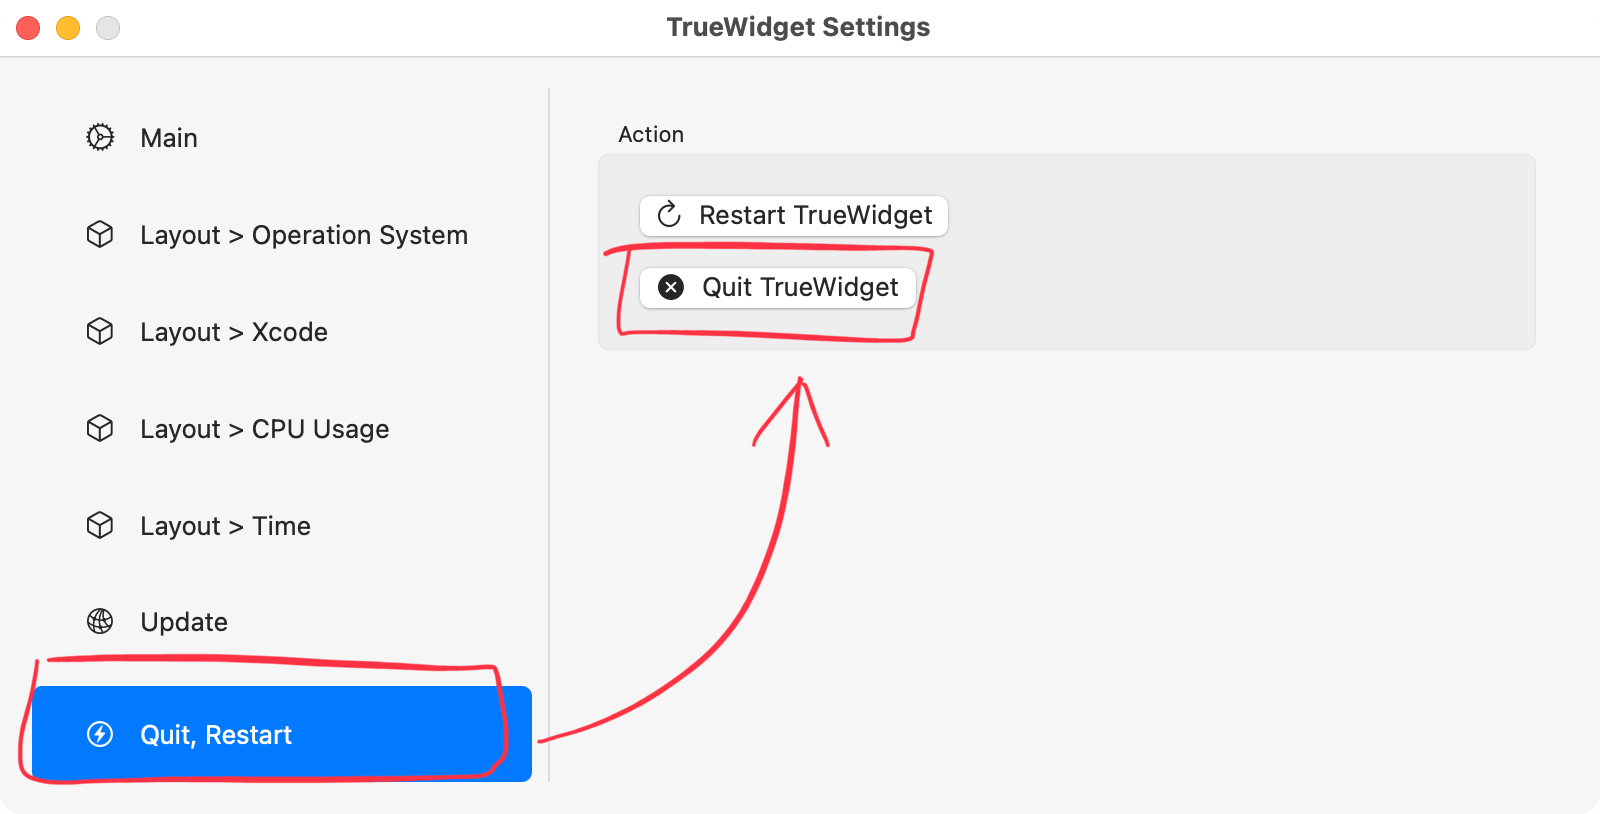 TrueWidget Settings
Main
Layout > Operation System
Layout > Xcode
Layout > CPU Usage
Layout > Time
Update
Quit, Restart
Action
Restart TrueWidget
Quit TrueWidget